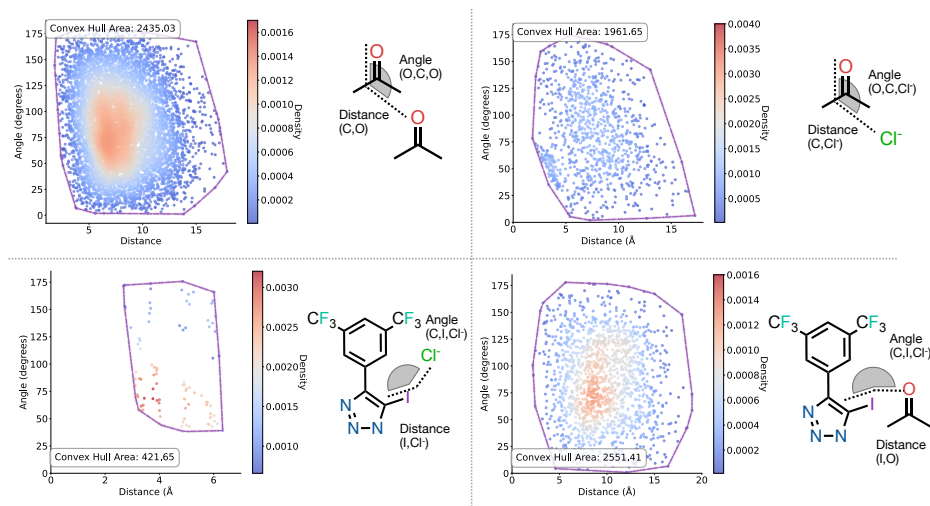 Convex Hull Area: 2435.03
175
150
125
100
75
50
25
0
5
10
15
Angle (degrees)
Distance
0.0016
0.0014
0.0012
0.0010
0.0008
0.0006
0.0004
0.0002
Density
O
Angle
(O,C,O)
Distance
(C,O)
O
Convex Hull Area: 1961.65
175
150
125
100
75
50
25
0
0
5
10
15
Angle (degrees)
Distance (Å
0.0040
0.0035
0.0030
0.0025
0.0020
0.0015
0.0010
0.0005
Density
O
Angle
(O,C,Cl-)
Distance
(C,Cl-)
Cl-
175
150
125
100
75
50
25
0
Convex Hull Area: 421.65
0
2
4
6
Angle (degrees)
Distance (Å
0.0030
0.0025
0.0020
0.0015
0.0010
Density
CF3
CF3
Angle
(C,I,Cl-)
Cl-
I
N
N
N
Distance
(I,Cl-)
175
150
125
100
75
50
25
0
Convex Hull Area: 2551.41
0
5
10
15
20
Angle (degrees)
Distance (Å)
0.0016
0.0014
0.0012
0.0010
0.0008
0.0006
0.0004
0.0002
Density
CF3
CF3
Angle
(C,I,Cl-)
O
I
N
N
N
Distance
(I,O)